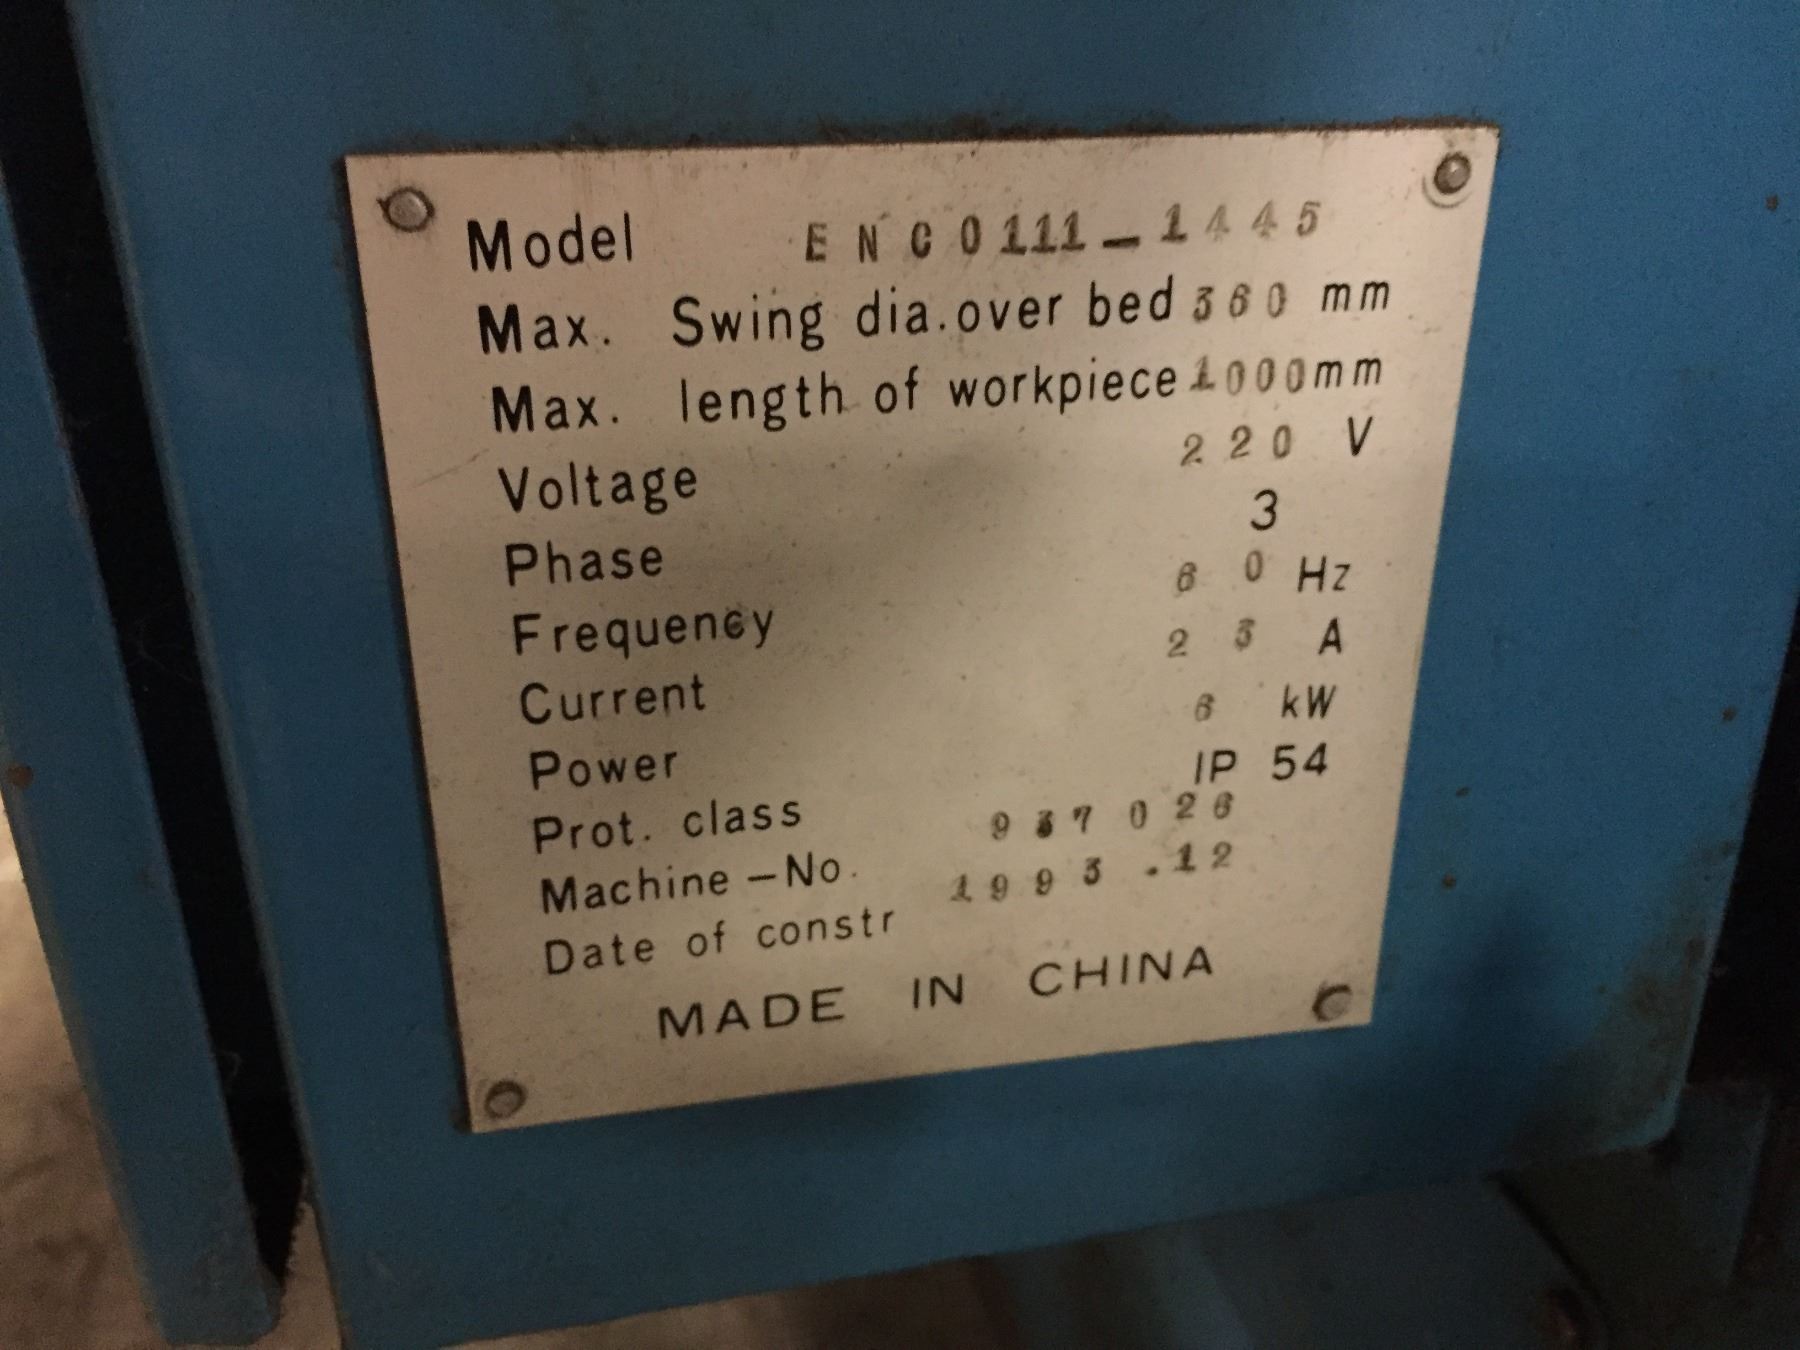 Model ENCO111-1445
Max. Swing dia.over bed 360 mm
Max. length of workpiece 1000mm
Voltage 220 V
Phase 3
Frequency 60 Hz
Current 23 A
Power 6 kW
Prot. class IP 54
Machine-No. 937026
Date of constr 1993.12
MADE IN CHINA